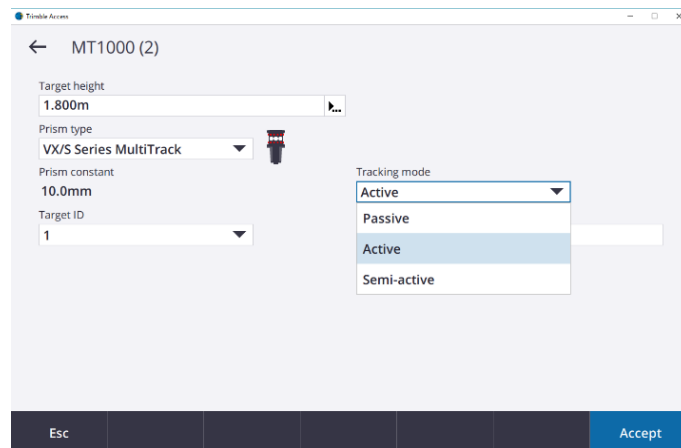 Trimble Access
MT1000 (2)
Target height
1.800m
Prism type
VX/S Series MultiTrack
Prism constant
10.0mm
Tracking mode
Active
Target ID
1
Passive
Active
Semi-active
Esc
Accept